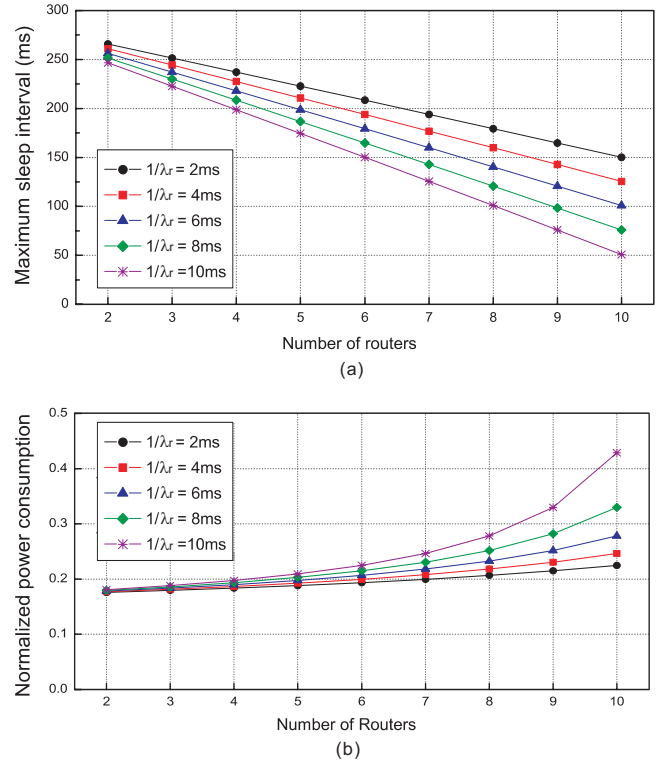 300
250
200
150
100
50
0
Maximum sleep interval (ms)
1/λr = 2ms
1/λr = 4ms
1/λr = 6ms
1/λr = 8ms
1/λr =10ms
2 3 4 5 6 7 8 9 10
Number of routers
(a)
0.5
0.4
0.3
0.2
0.1
0.0
Normalized power consumption
1/λr = 2ms
1/λr = 4ms
1/λr = 6ms
1/λr = 8ms
1/λr =10ms
2 3 4 5 6 7 8 9 10
Number of Routers
(b)